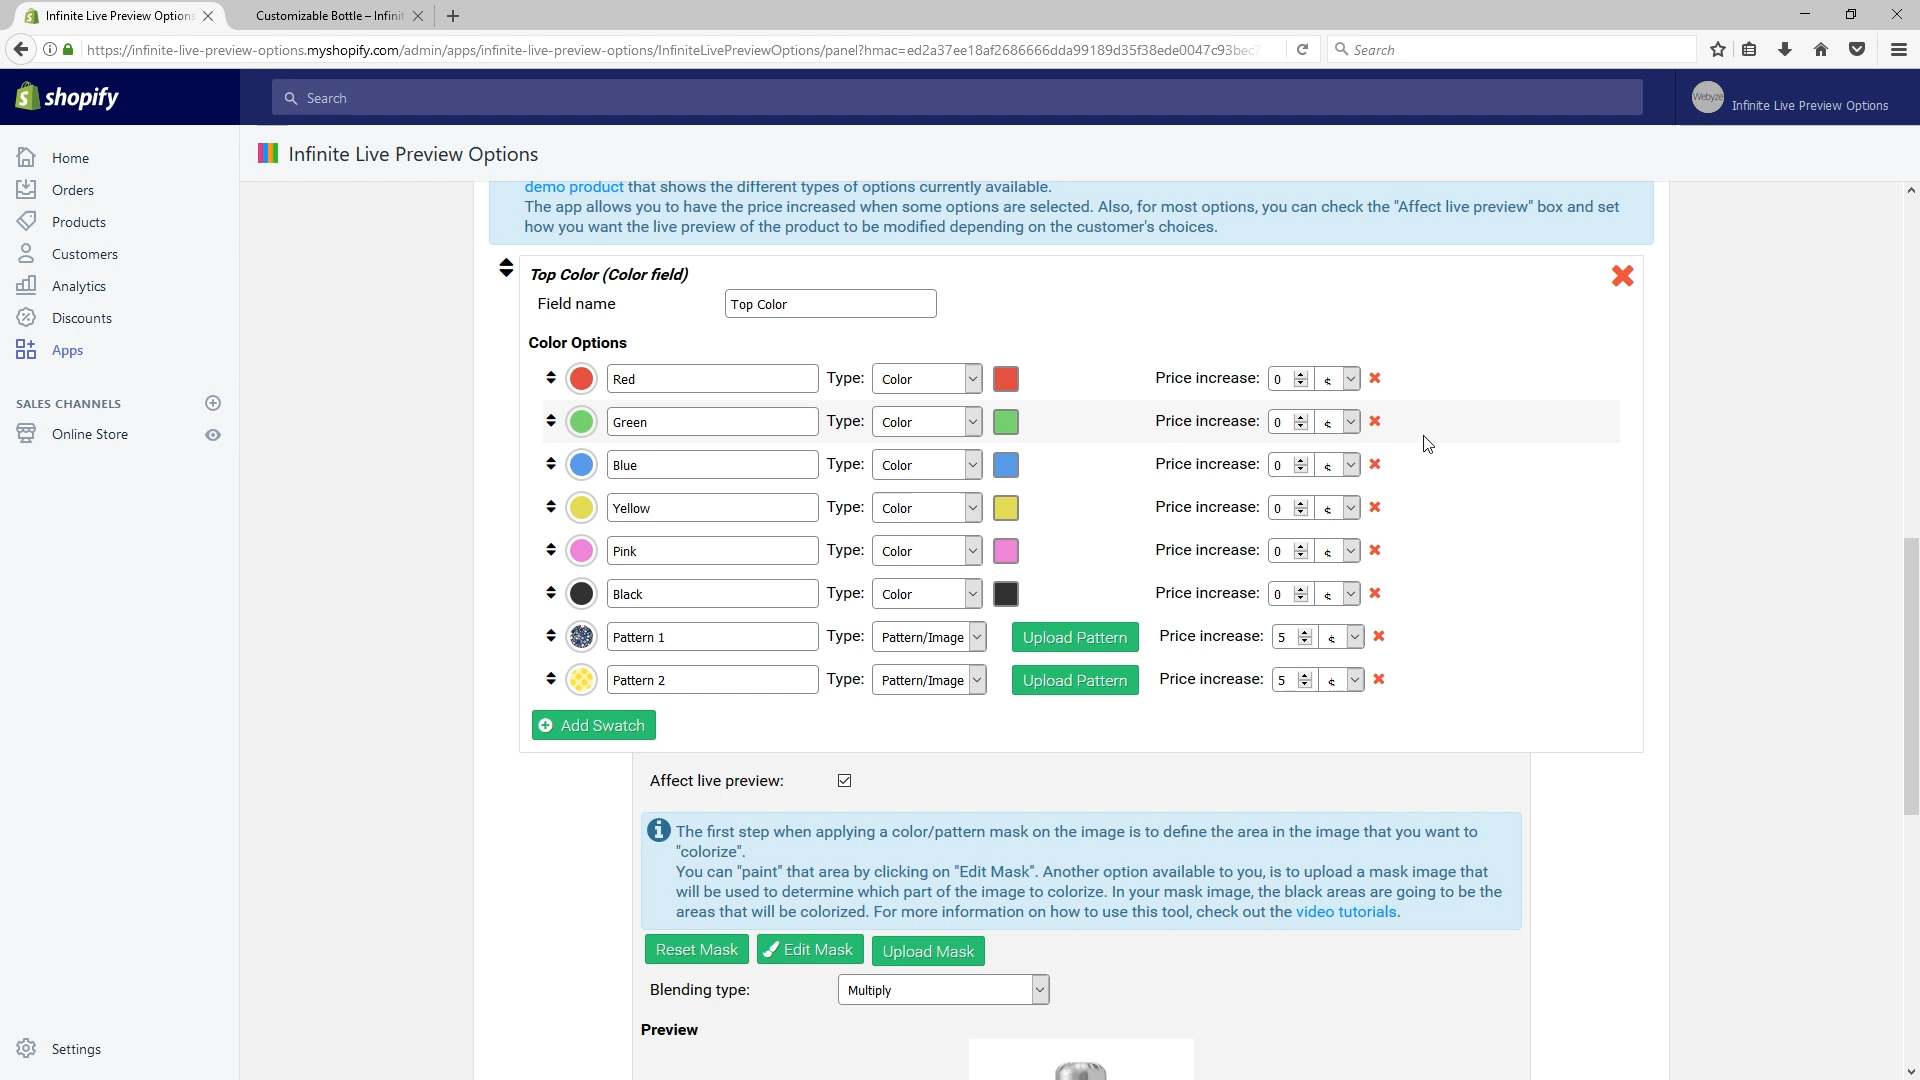 Infinite Live Preview Options
Customizable Bottle – Infinit
https://infinite-live-preview-options.myshopify.com/admin/apps/infinite-live-preview-options/InfiniteLivePreviewOptions/panel?hmac=ed2a37ee18af2686666dda99189d35f38ede0047c93bec7
Search
shopify
Search
Webyze
Infinite Live Preview Options
Home
Orders
Products
Customers
Analytics
Discounts
Apps
SALES CHANNELS
Online Store
Settings
Infinite Live Preview Options
demo product that shows the different types of options currently available.
The app allows you to have the price increased when some options are selected. Also, for most options, you can check the "Affect live preview" box and set
how you want the live preview of the product to be modified depending on the customer's choices.
Top Color (Color field)
Field name Top Color
Color Options
Red Type: Color Price increase: 0 $
Green Type: Color Price increase: 0 $
Blue Type: Color Price increase: 0 $
Yellow Type: Color Price increase: 0 $
Pink Type: Color Price increase: 0 $
Black Type: Color Price increase: 0 $
Pattern 1 Type: Pattern/Image Upload Pattern Price increase: 5 $
Pattern 2 Type: Pattern/Image Upload Pattern Price increase: 5 $
Add Swatch
Affect live preview:
The first step when applying a color/pattern mask on the image is to define the area in the image that you want to
"colorize".
You can "paint" that area by clicking on "Edit Mask". Another option available to you, is to upload a mask image that
will be used to determine which part of the image to colorize. In your mask image, the black areas are going to be the
areas that will be colorized. For more information on how to use this tool, check out the video tutorials.
Reset Mask Edit Mask Upload Mask
Blending type: Multiply
Preview